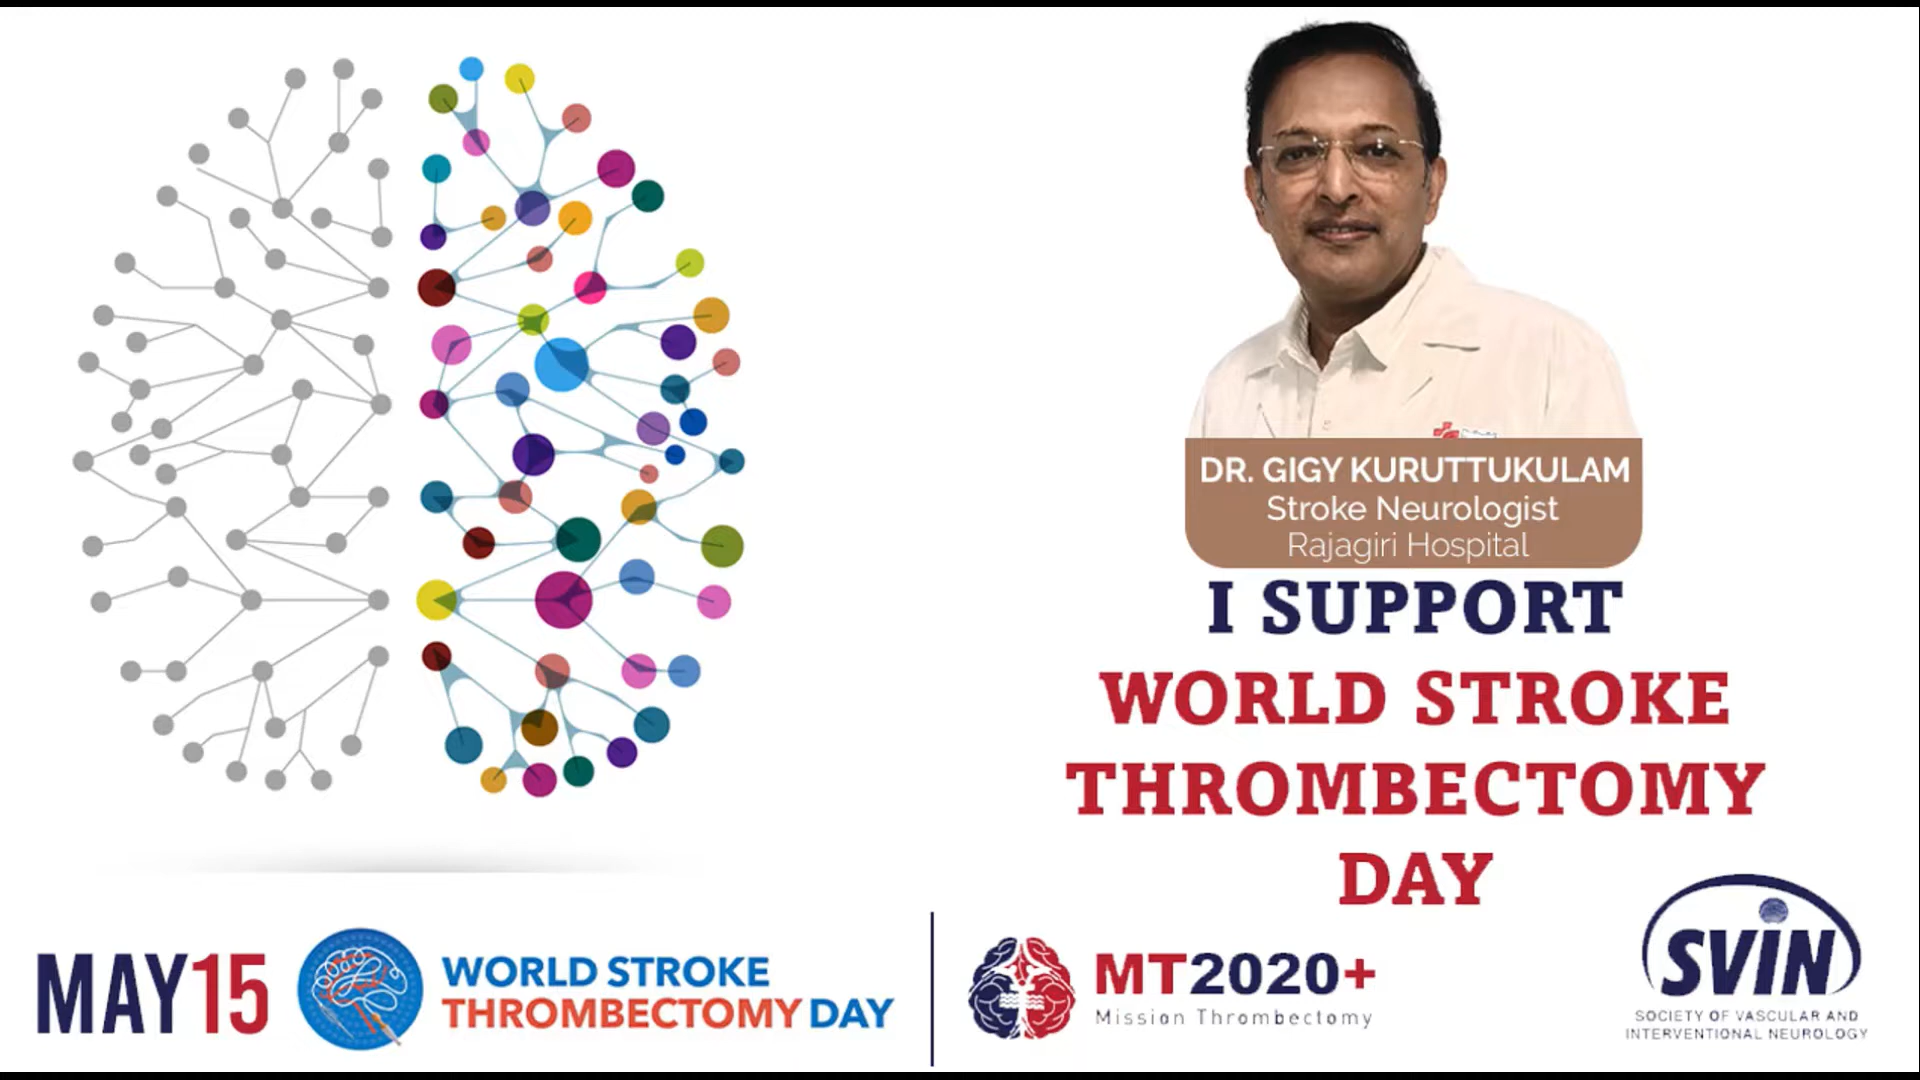 DR. GIGY KURUTTUKULAM
Stroke Neurologist
Rajagiri Hospital
I SUPPORT
WORLD STROKE
THROMBECTOMY
DAY
MAY15
WORLD STROKE
THROMBECTOMY DAY
MT2020+
Mission Thrombectomy
SVIN
SOCIETY OF VASCULAR AND
INTERVENTIONAL NEUROLOGY